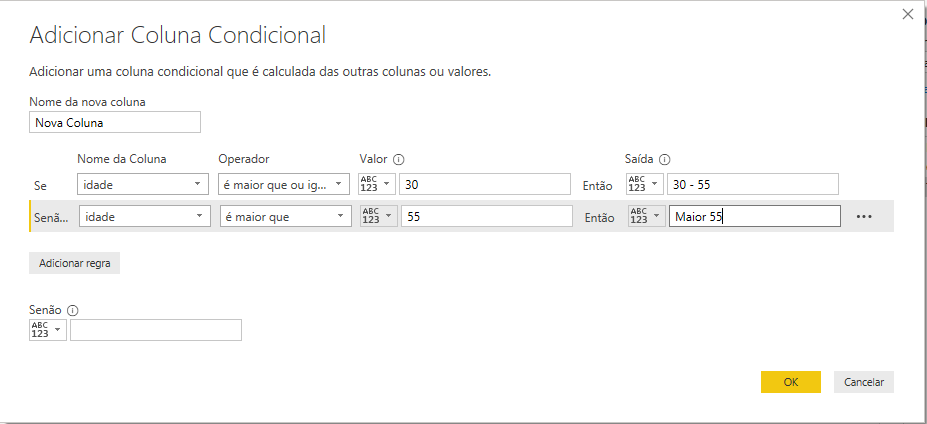 Adicionar Coluna Condicional
Adicionar uma coluna condicional que é calculada das outras colunas ou valores.
Nome da nova coluna
Nova Coluna
Nome da Coluna Operador Valor Saída
Se idade é maior que ou ig... ABC 123 30 Então ABC 123 30 - 55
Senã... idade é maior que ABC 123 55 Então ABC 123 Maior 55 ...
Adicionar regra
Senão
ABC 123
OK Cancelar